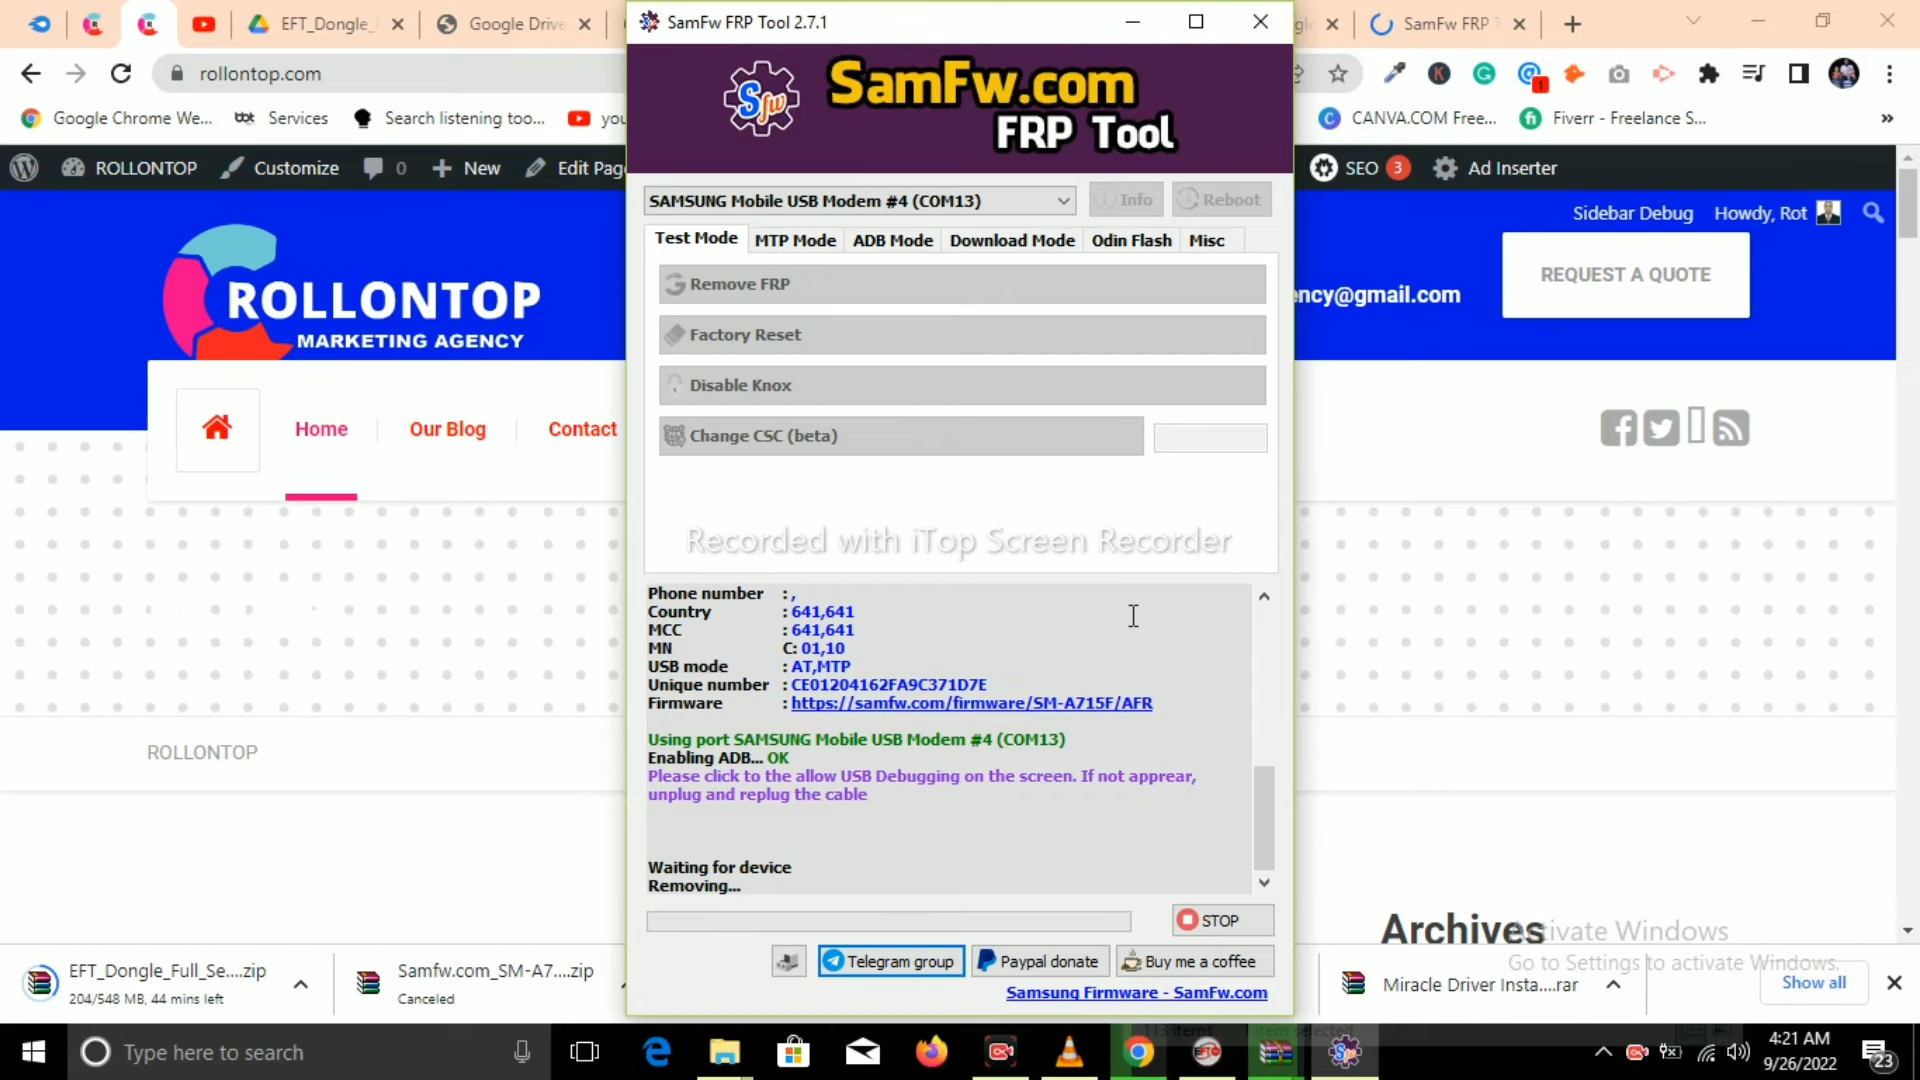 EFT_Dongle_
Google Drive
SamFw FRP Tool 2.7.1
SamFw FRP T
rollontop.com
Google Chrome We...
Services
Search listening too...
you
CANVA.COM Free...
Fiverr - Freelance S...
SamFw.com
FRP Tool
ROLLONTOP
Customize
0
New
Edit Pag
SEO 3
Ad Inserter
Sidebar Debug
Howdy, Rot
SAMSUNG Mobile USB Modem #4 (COM13)
Info
Reboot
Test Mode
MTP Mode
ADB Mode
Download Mode
Odin Flash
Misc
Remove FRP
Factory Reset
Disable Knox
Change CSC (beta)
ROLLONTOP
MARKETING AGENCY
ncy@gmail.com
REQUEST A QUOTE
Home
Our Blog
Contact
Recorded with iTop Screen Recorder
Phone number : ,
Country : 641,641
MCC : 641,641
MN C: 01,10
USB mode : AT,MTP
Unique number : CE01204162FA9C371D7E
Firmware : https://samfw.com/firmware/SM-A715F/AFR
Using port SAMSUNG Mobile USB Modem #4 (COM13)
Enabling ADB... OK
Please click to the allow USB Debugging on the screen. If not apprear,
unplug and replug the cable
Waiting for device
Removing...
ROLLONTOP
STOP
Telegram group
Paypal donate
Buy me a coffee
Samsung Firmware - SamFw.com
Archives
Activate Windows
Go to Settings to activate Windows.
EFT_Dongle_Full_Se....zip
204/548 MB, 44 mins left
Samfw.com_SM-A7....zip
Canceled
Miracle Driver Insta....rar
Show all
Type here to search
4:21 AM
9/26/2022
23